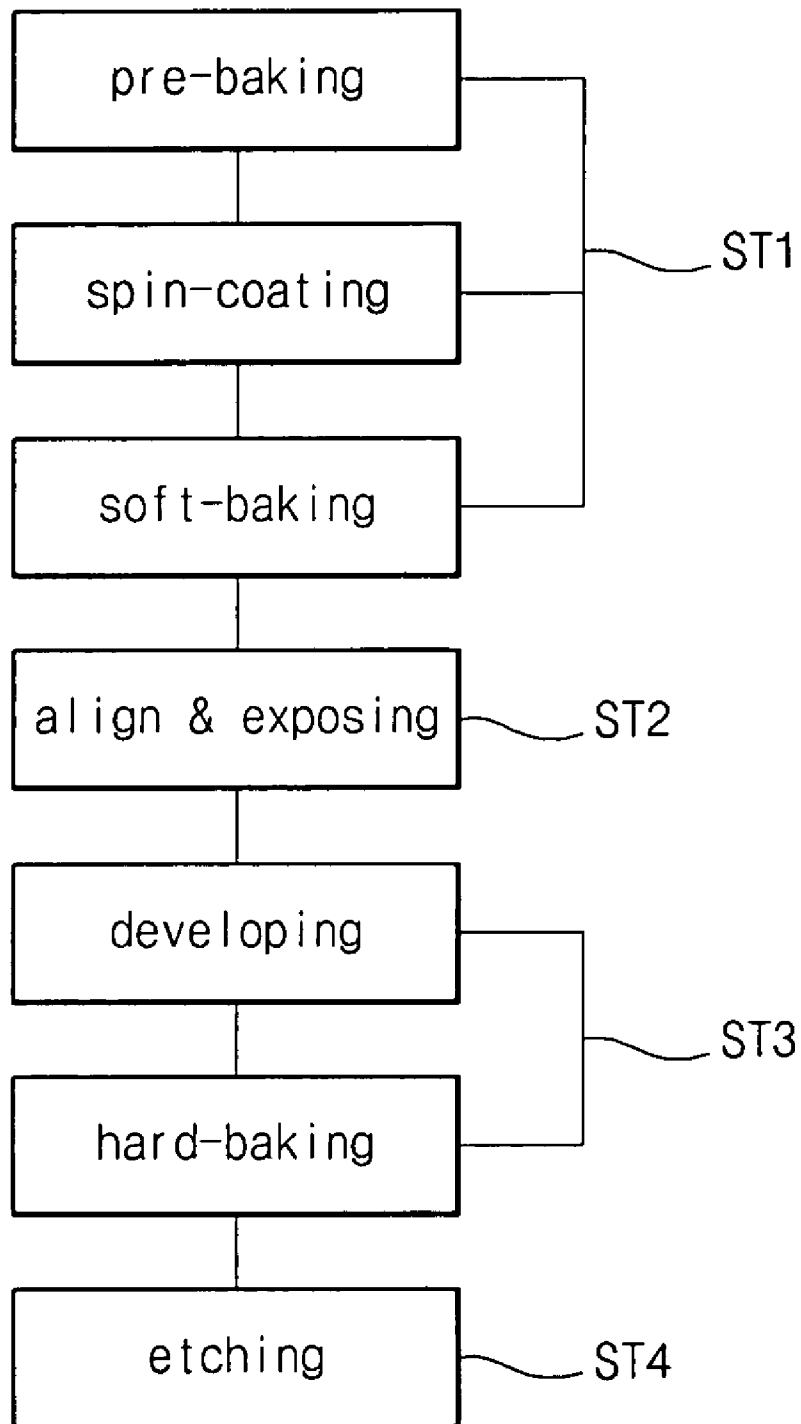 pre-baking
spin-coating
ST1
soft-baking
align & exposing
ST2
developing
ST3
hard-baking
etching
ST4